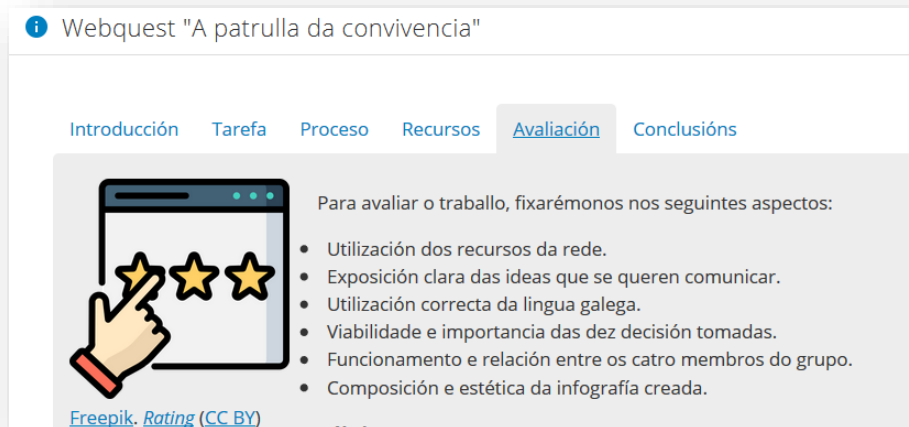 Webquest "A patrulla da convivencia"
Introducción Tarefa Proceso Recursos Avaliación Conclusións
Para avaliar o traballo, fixarémonos nos seguintes aspectos:
• Utilización dos recursos da rede.
• Exposición clara das ideas que se queren comunicar.
• Utilización correcta da lingua galega.
• Viabilidade e importancia das dez decisión tomadas.
• Funcionamento e relación entre os catro membros do grupo.
• Composición e estética da infografía creada.
Freepik. Rating (CC BY)